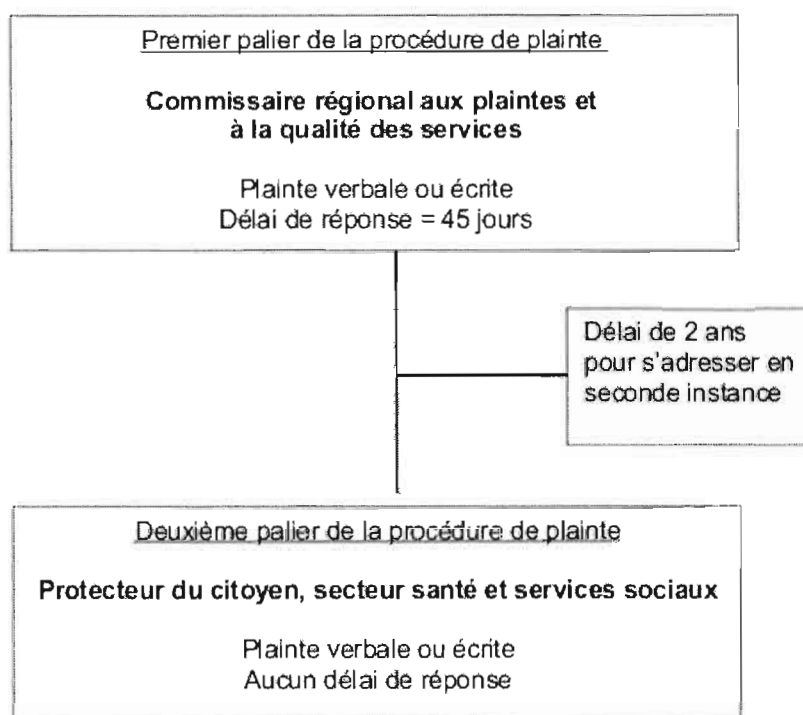 Premier palier de la procédure de plainte
Commissaire régional aux plaintes et
à la qualité des services
Plainte verbale ou écrite
Délai de réponse = 45 jours
Délai de 2 ans
pour s'adresser en
seconde instance
Deuxième palier de la procédure de plainte
Protecteur du citoyen, secteur santé et services sociaux
Plainte verbale ou écrite
Aucun délai de réponse